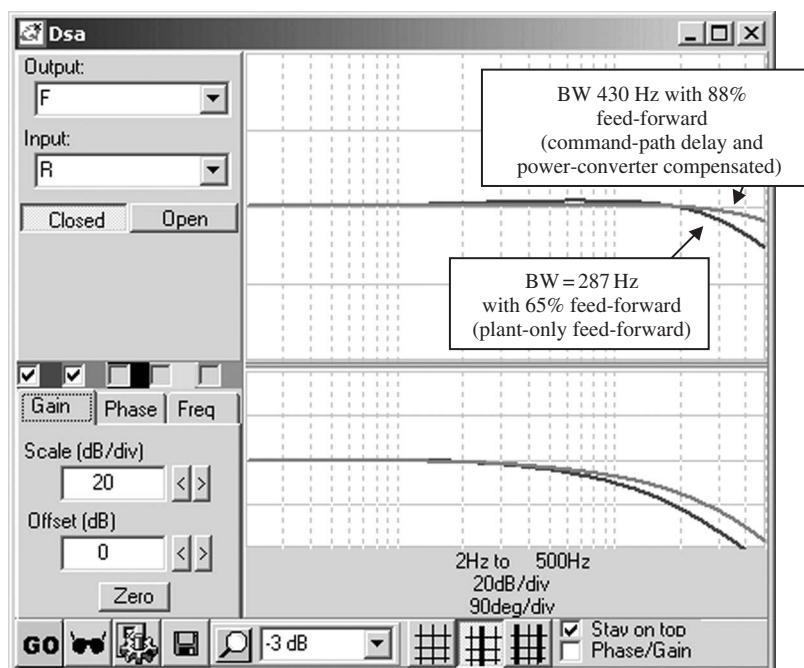 Dsa
Output:
F
Input:
R
Closed
Open
BW 430 Hz with 88%
feed-forward
(command-path delay and
power-converter compensated)
BW = 287 Hz
with 65% feed-forward
(plant-only feed-forward)
Gain
Phase
Freq
Scale (dB/div)
20
< >
Offset (dB)
0
< >
Zero
2Hz to 500Hz
20dB/div
90deg/div
GO
-3 dB
Stay on top
Phase/Gain